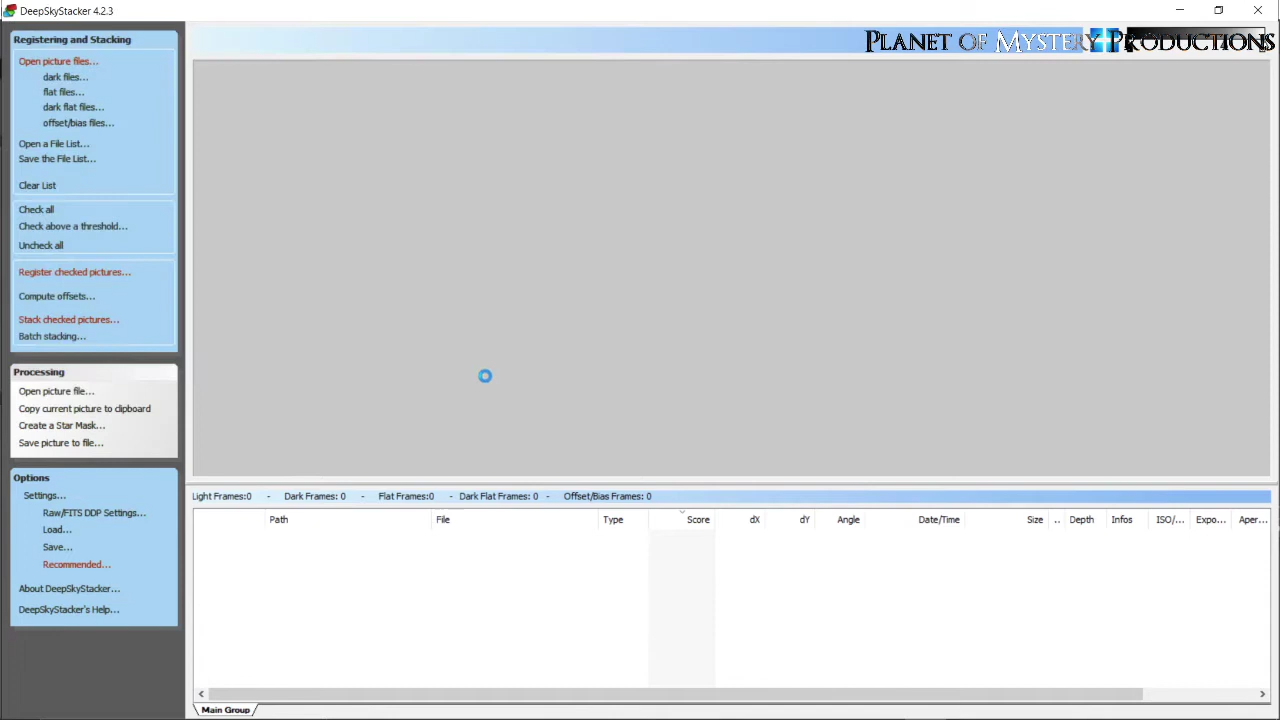 DeepSkyStacker 4.2.3
Registering and Stacking
PLANET OF MYSTERY PRODUCTIONS
Open picture files...
dark files...
flat files...
dark flat files...
offset/bias files...
Open a File List...
Save the File List...
Clear List
Check all
Check above a threshold...
Uncheck all
Register checked pictures...
Compute offsets...
Stack checked pictures...
Batch stacking...
Processing
Open picture file...
Copy current picture to clipboard
Create a Star Mask...
Save picture to file...
Options
Settings...
Raw/FITS DDP Settings...
Load...
Save...
Recommended...
About DeepSkyStacker...
DeepSkyStacker's Help...
Light Frames:0 - Dark Frames: 0 - Flat Frames:0 - Dark Flat Frames: 0 - Offset/Bias Frames: 0
Path File Type Score dX dY Angle Date/Time Size .. Depth Infos ISO/... Expo... Aper...
Main Group